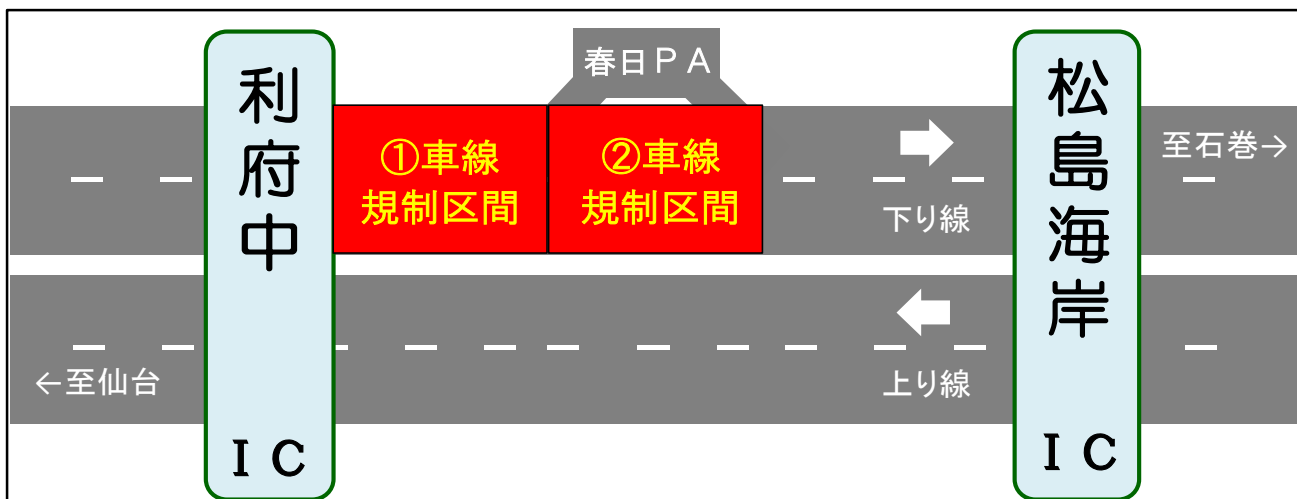 春日ＰＡ
利府中
ＩＣ
①車線
規制区間
②車線
規制区間
下り線
松島海岸
ＩＣ
至石巻→
←至仙台
上り線